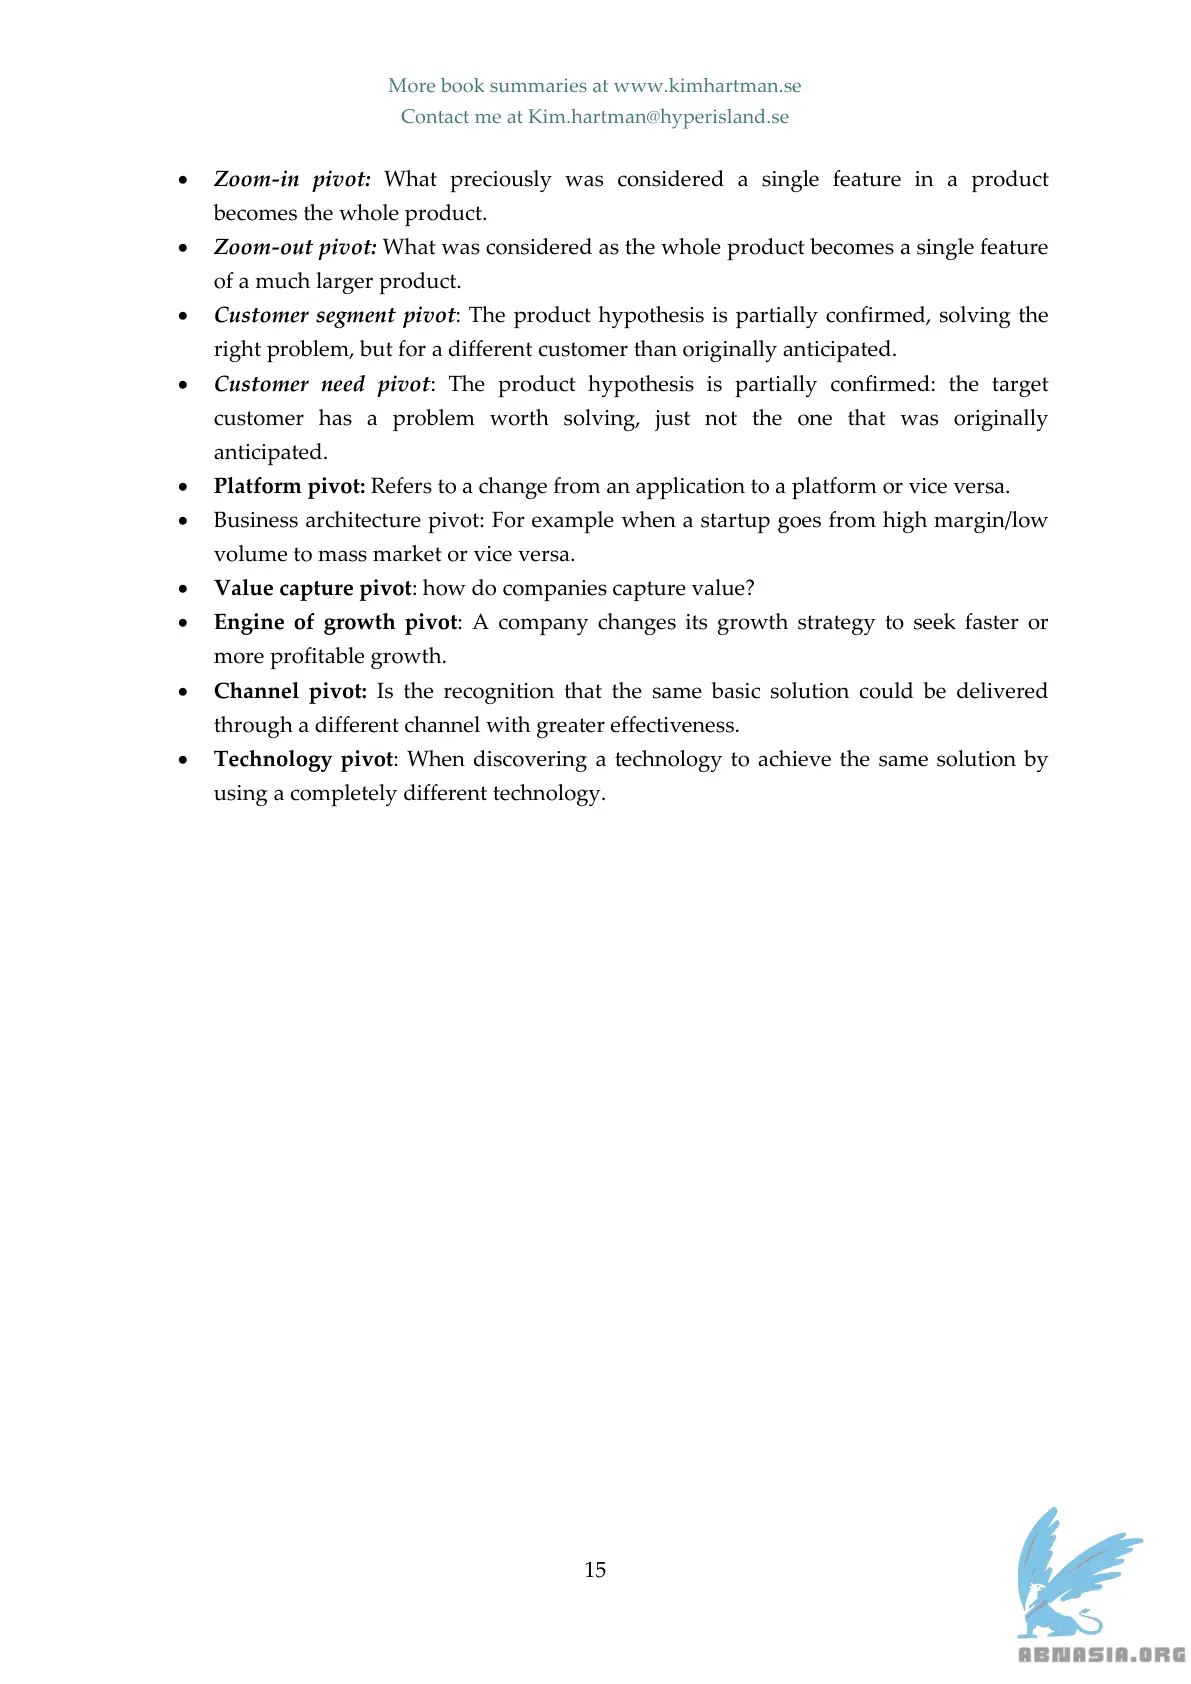 More book summaries at www.kimhartman.se
Contact me at Kim.hartman@hyperisland.se
• Zoom-in pivot: What preciously was considered a single feature in a product
becomes the whole product.
• Zoom-out pivot: What was considered as the whole product becomes a single feature
of a much larger product.
• Customer segment pivot: The product hypothesis is partially confirmed, solving the
right problem, but for a different customer than originally anticipated.
• Customer need pivot: The product hypothesis is partially confirmed: the target
customer has a problem worth solving, just not the one that was originally
anticipated.
• Platform pivot: Refers to a change from an application to a platform or vice versa.
• Business architecture pivot: For example when a startup goes from high margin/low
volume to mass market or vice versa.
• Value capture pivot: how do companies capture value?
• Engine of growth pivot: A company changes its growth strategy to seek faster or
more profitable growth.
• Channel pivot: Is the recognition that the same basic solution could be delivered
through a different channel with greater effectiveness.
• Technology pivot: When discovering a technology to achieve the same solution by
using a completely different technology.
15
ABNASIA.ORG